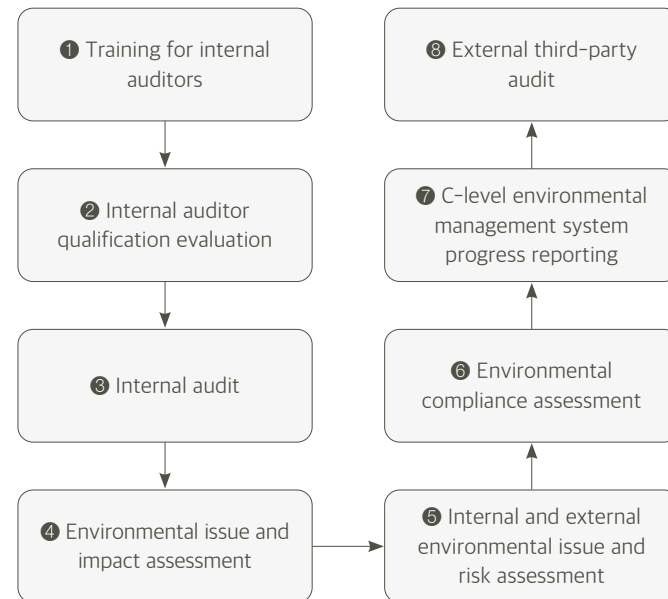 ❶ Training for internal
auditors
❷ Internal auditor
qualification evaluation
❸ Internal audit
❹ Environmental issue and
impact assessment
❺ Internal and external
environmental issue and
risk assessment
❻ Environmental
compliance assessment
❼ C-level environmental
management system
progress reporting
❽ External third-party
audit